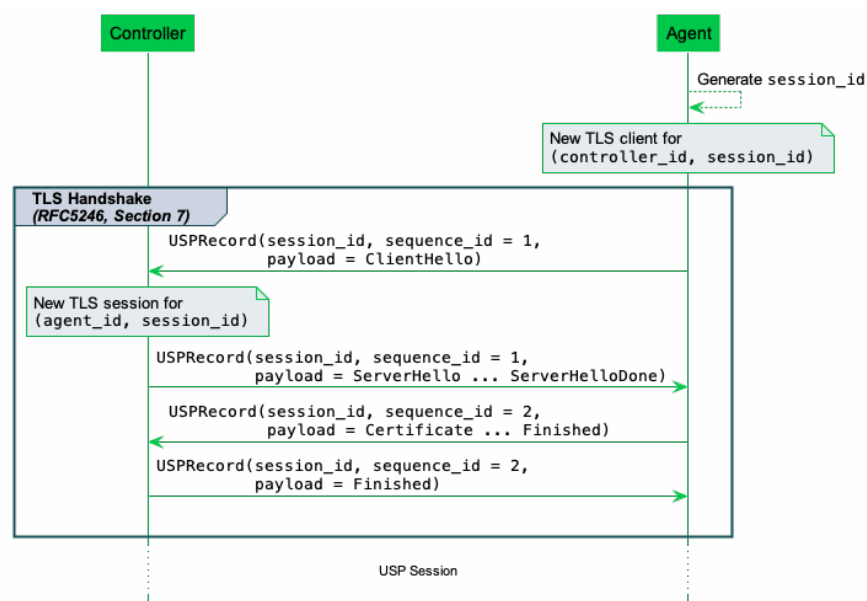 Controller
Agent
Generate session_id
New TLS client for
(controller_id, session_id)
TLS Handshake
(RFC5246, Section 7)
USPRecord(session_id, sequence_id = 1,
payload = ClientHello)
New TLS session for
(agent_id, session_id)
USPRecord(session_id, sequence_id = 1,
payload = ServerHello ... ServerHelloDone)
USPRecord(session_id, sequence_id = 2,
payload = Certificate ... Finished)
USPRecord(session_id, sequence_id = 2,
payload = Finished)
USP Session